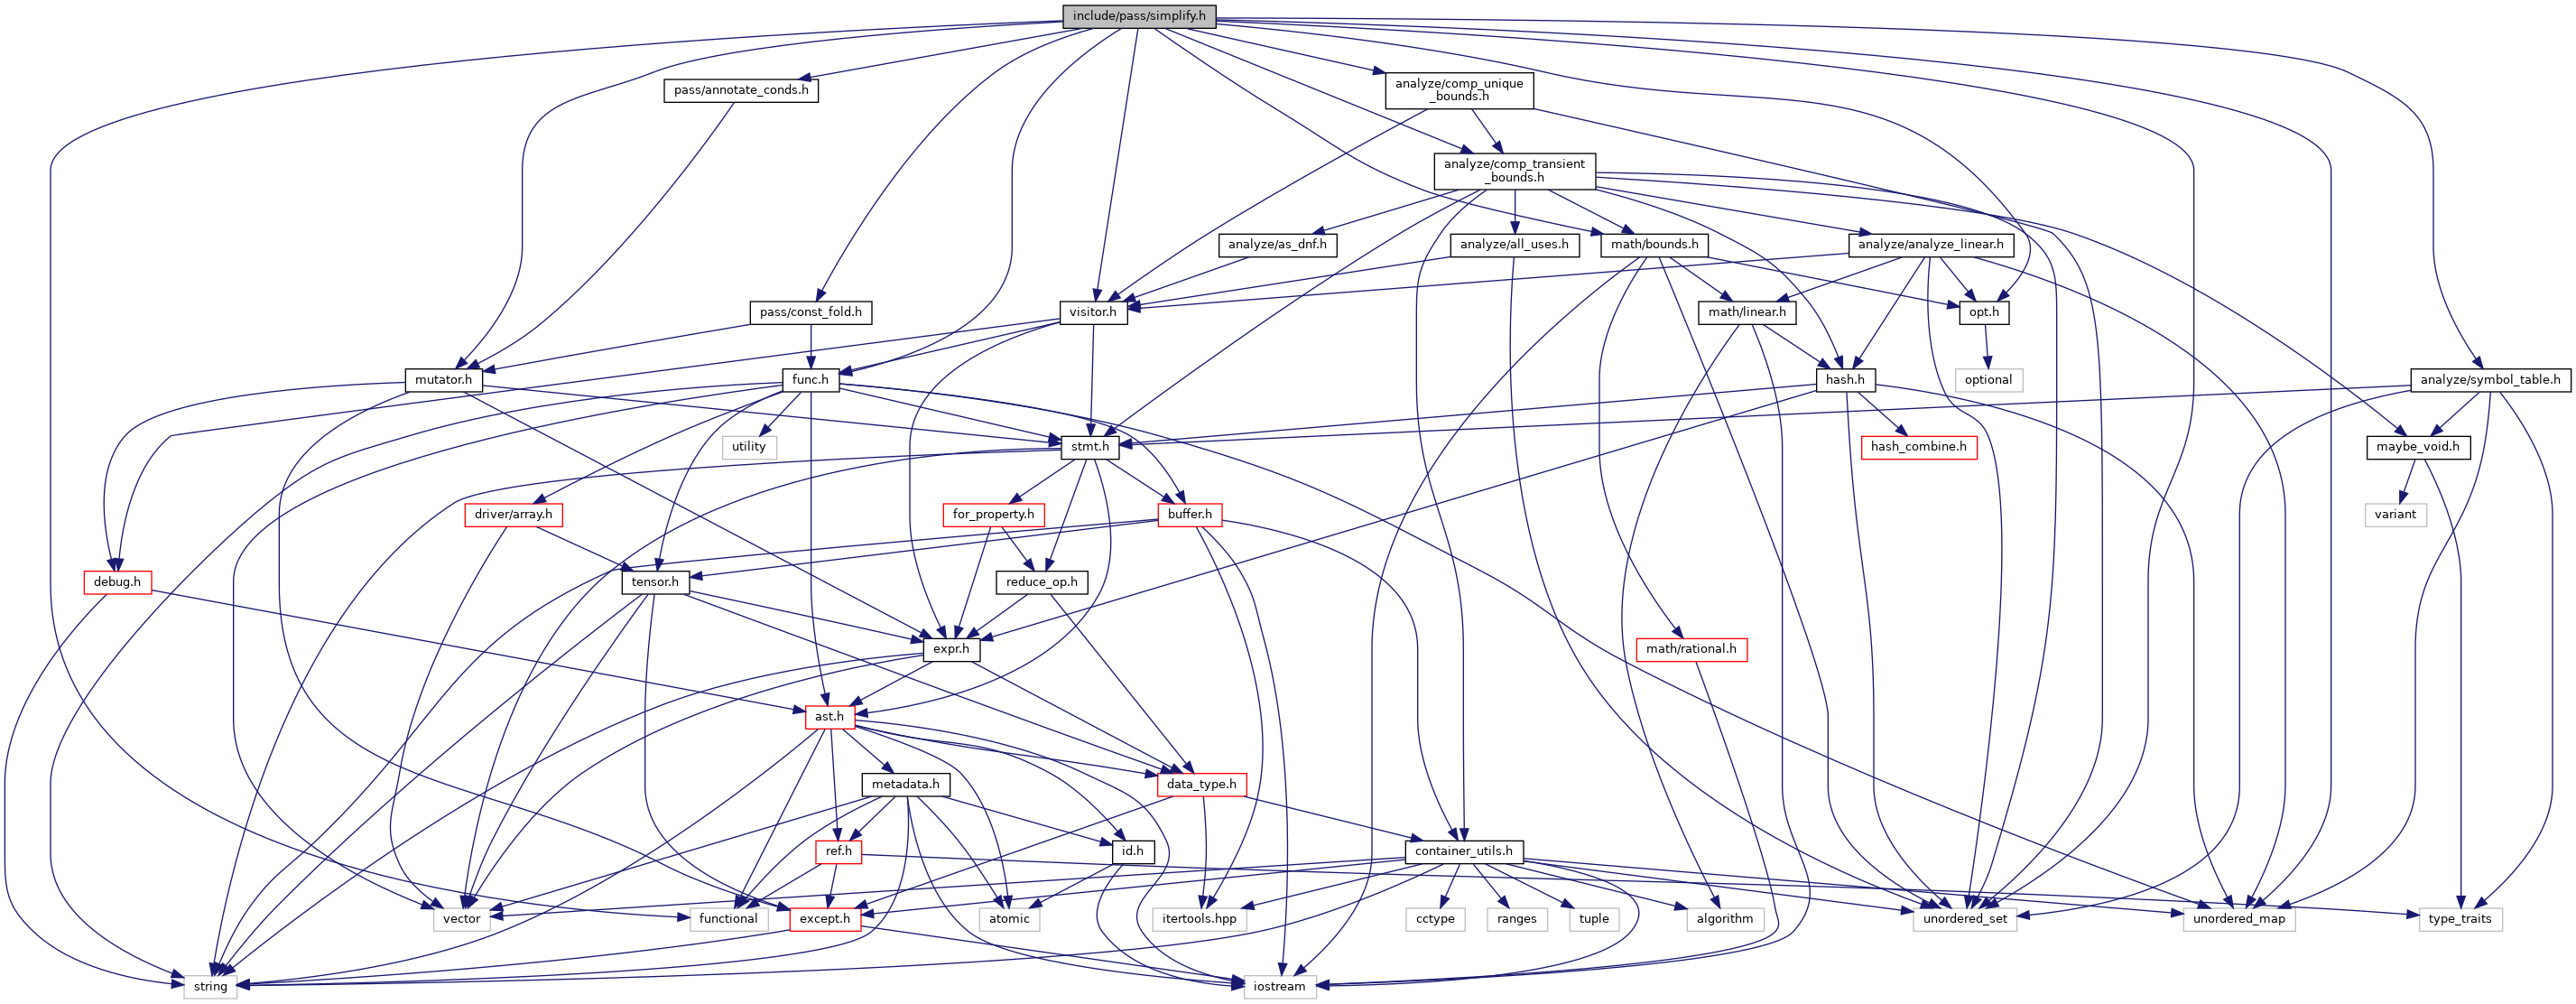 include/pass/simplify.h
pass/annotate_conds.h
analyze/comp_unique
_bounds.h
analyze/comp_transient
_bounds.h
analyze/as_dnf.h
analyze/all_uses.h
math/bounds.h
analyze/analyze_linear.h
pass/const_fold.h
visitor.h
math/linear.h
opt.h
mutator.h
func.h
hash.h
optional
analyze/symbol_table.h
utility
stmt.h
hash_combine.h
maybe_void.h
driver/array.h
for_property.h
buffer.h
variant
debug.h
tensor.h
reduce_op.h
expr.h
math/rational.h
ast.h
metadata.h
data_type.h
ref.h
id.h
container_utils.h
vector
functional
except.h
atomic
itertools.hpp
cctype
ranges
tuple
algorithm
unordered_set
unordered_map
type_traits
string
iostream